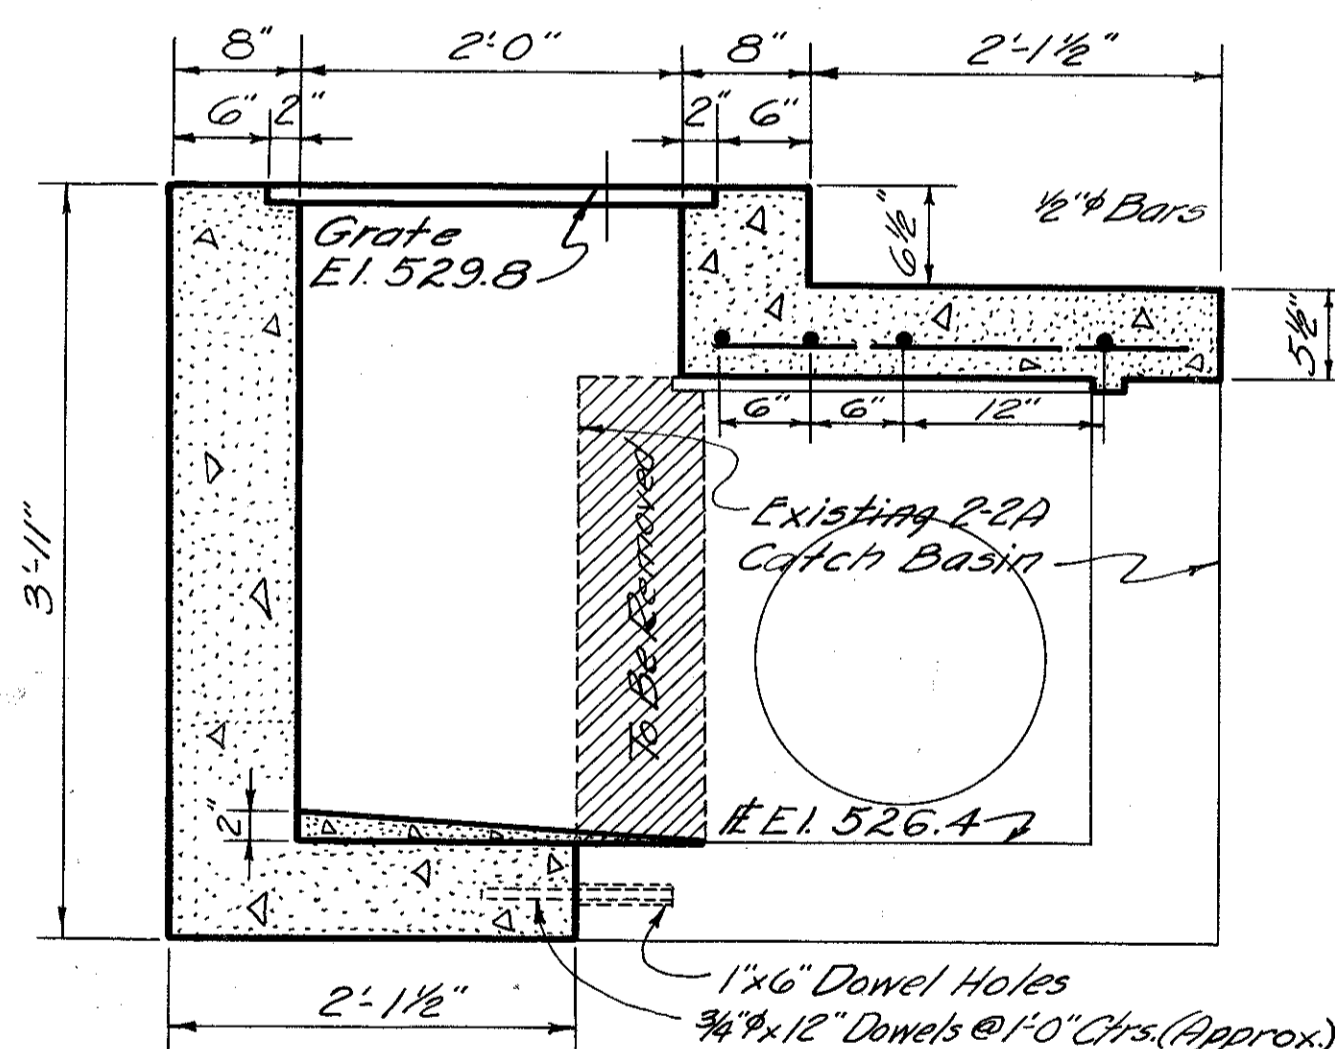 8" 2'-0" 8" 2'-1½"
6" 2" 2" 6"
6½"
½"φ Bars
Grate
El. 529.8
5½"
6" 6" 12"
3'-11"
To Be Removed
Existing 2-2A
Catch Basin
2"
℄ El. 526.4
1"x6" Dowel Holes
2'-1½"
¾"φx12" Dowels @ 1'-0" Ctrs. (Approx.)